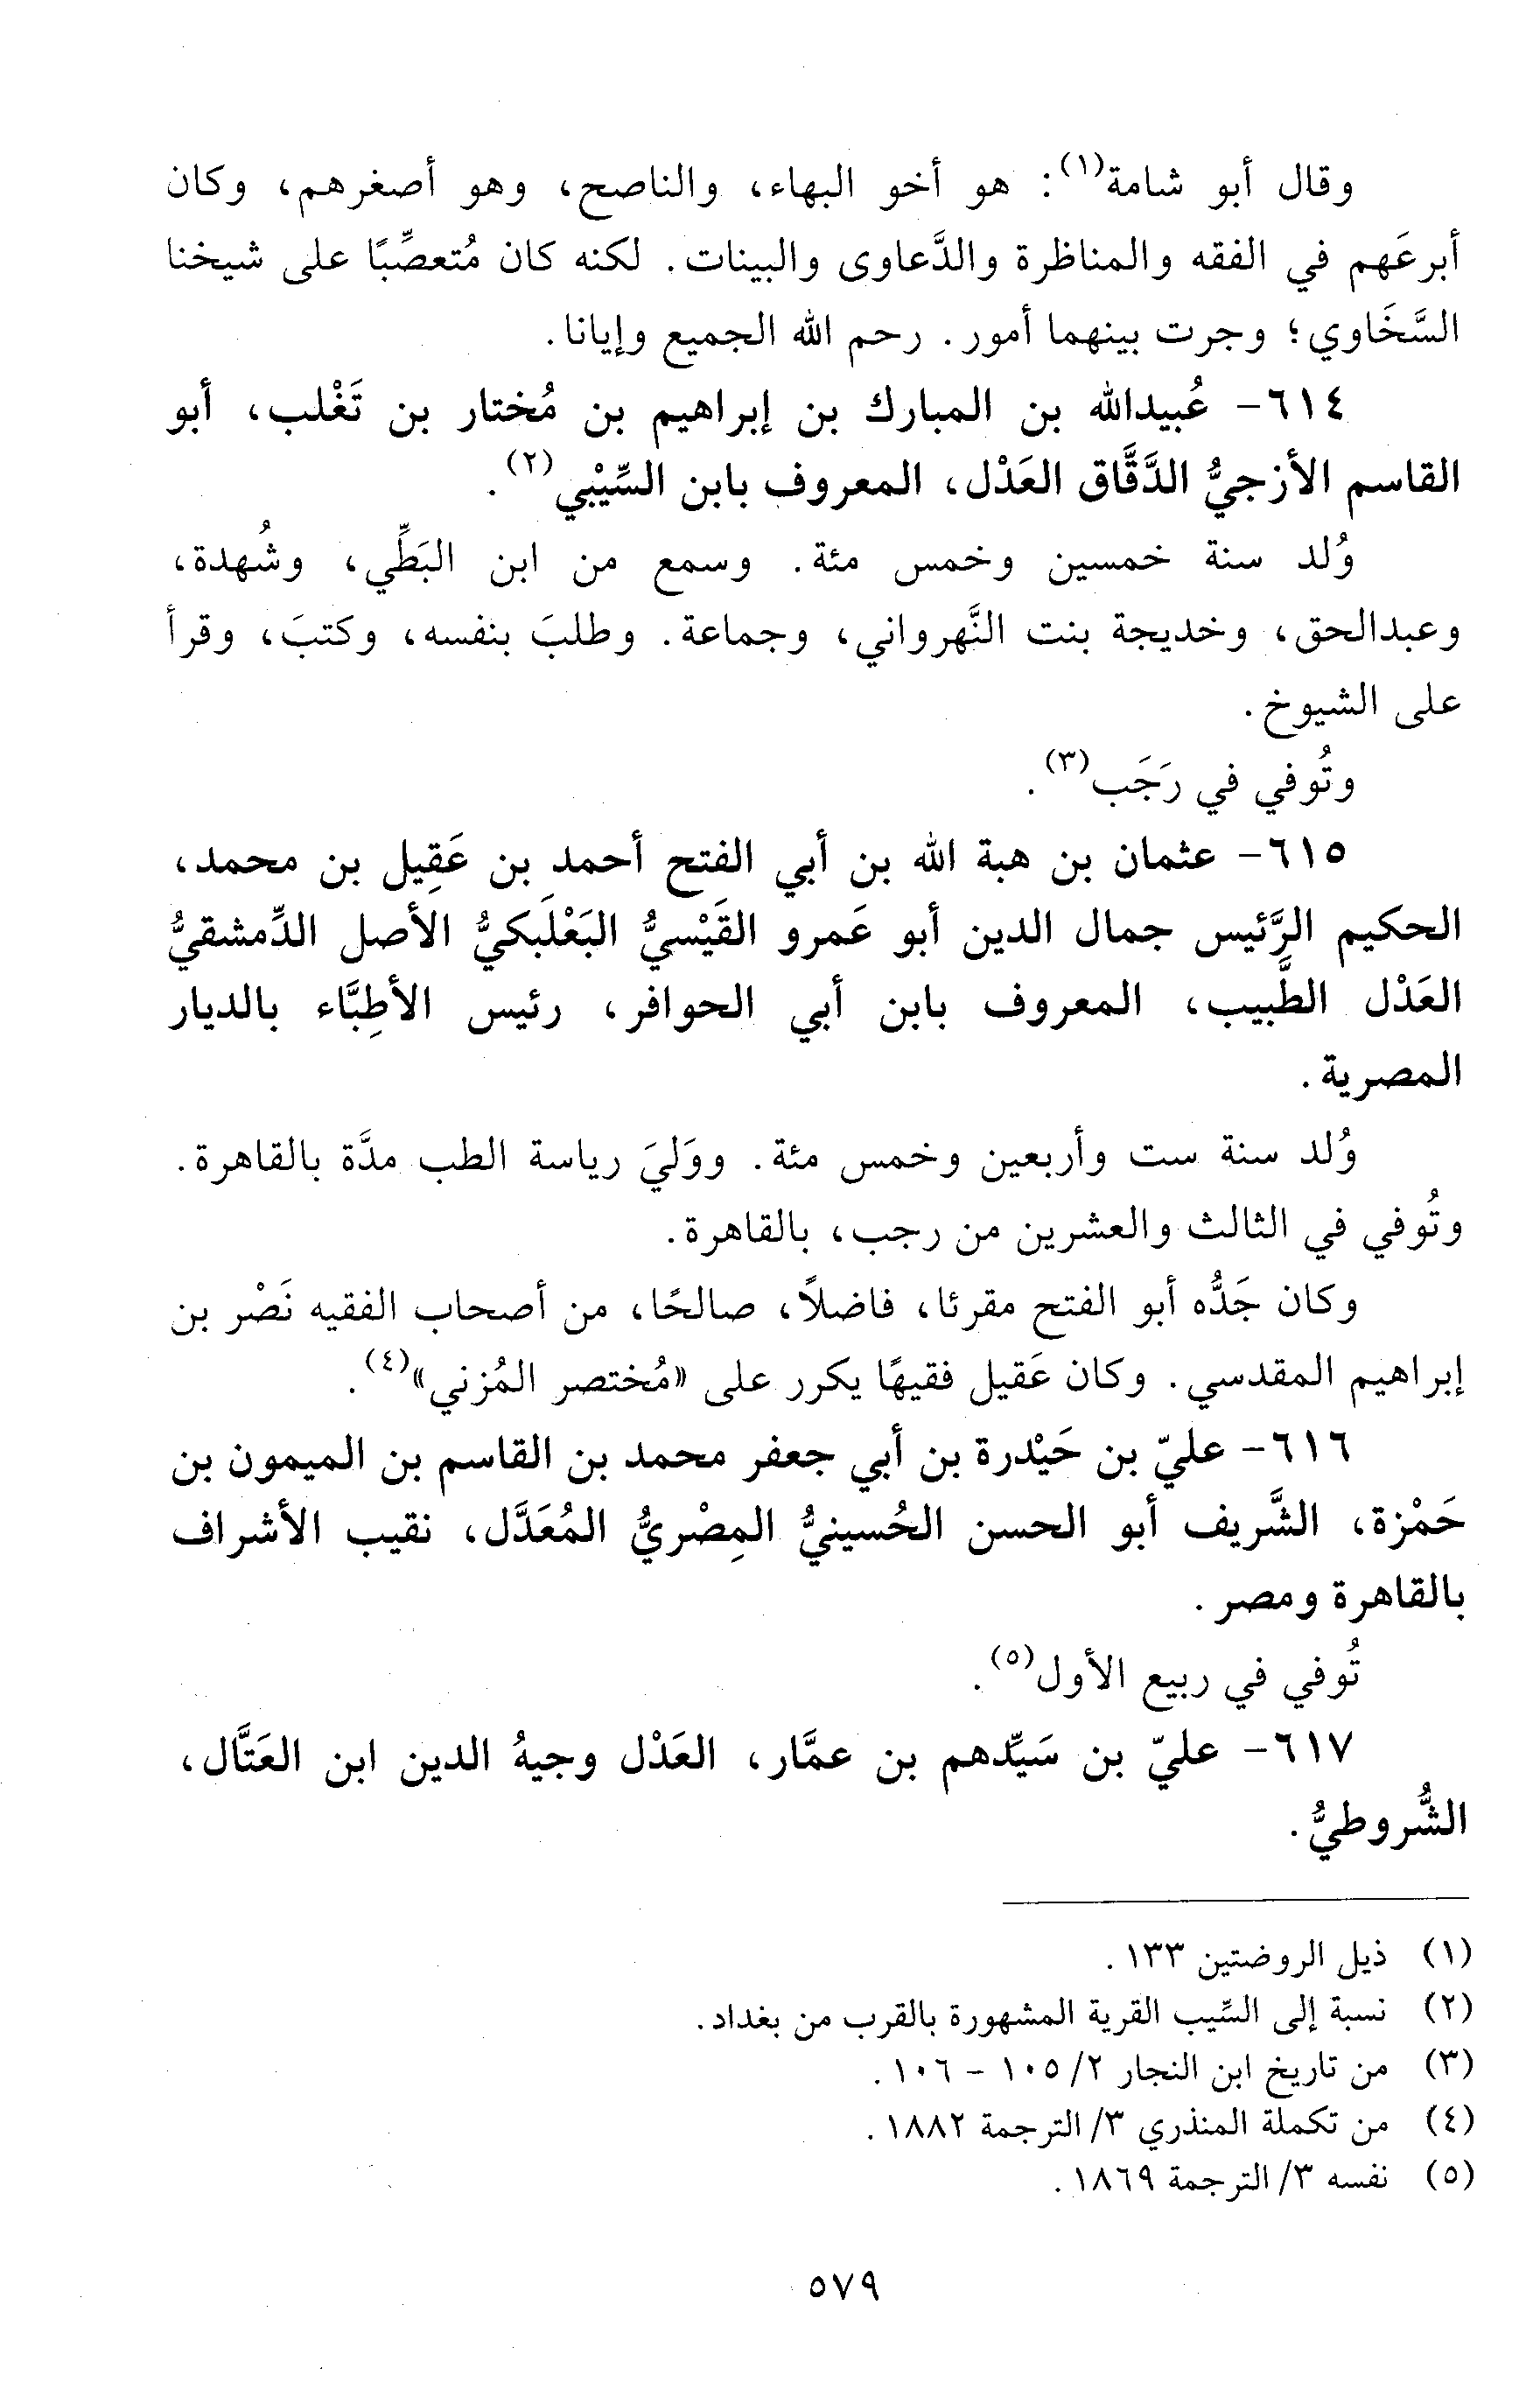 وقال أبو شامة(١): هو أخو البهاء، والناصح، وهو أصغرهم، وكان
أبرعَهم في الفقه والمناظرة والدَّعاوى والبينات. لكنه كان مُتعصِّبًا على شيخنا
السَّخَاوي؛ وجرت بينهما أمور. رحم الله الجميع وإيانا.
٦١٤- عُبيدالله بن المبارك بن إبراهيم بن مُختار بن تَغْلب، أبو
القاسم الأزجيُّ الدَّقَّاق العَدْل، المعروف بابن السِّيْبي(٢).
وُلد سنة خمسين وخمس مئة. وسمع من ابن البَطِّي، وشُهدة،
وعبدالحق، وخديجة بنت النَّهرواني، وجماعة. وطلبَ بنفسه، وكتبَ، وقرأ
على الشيوخ.
وتُوفي في رَجَب(٣).
٦١٥- عثمان بن هبة الله بن أبي الفتح أحمد بن عَقِيل بن محمد،
الحكيم الرَّئيس جمال الدين أبو عَمرو القَيْسيُّ البَعْلَبكيُّ الأصل الدِّمشقيُّ
العَدْل الطَّبيب، المعروف بابن أبي الحوافر، رئيس الأطِبَّاء بالديار
المصرية.
وُلد سنة ست وأربعين وخمس مئة. ووَليَ رياسة الطب مدَّة بالقاهرة.
وتُوفي في الثالث والعشرين من رجب، بالقاهرة.
وكان جَدُّه أبو الفتح مقرئا، فاضلاً، صالحًا، من أصحاب الفقيه نَصْر بن
إبراهيم المقدسي. وكان عَقيل فقيهًا يكرر على «مُختصر المُزني»(٤).
٦١٦- عليّ بن حَيْدرة بن أبي جعفر محمد بن القاسم بن الميمون بن
حَمْزة، الشَّريف أبو الحسن الحُسينيُّ المِصْريُّ المُعَدَّل، نقيب الأشراف
بالقاهرة ومصر.
تُوفي في ربيع الأول(٥).
٦١٧- عليّ بن سَيِّدهم بن عمَّار، العَدْل وجيهُ الدين ابن العَتَّال،
الشُّروطيُّ.
(١) ذيل الروضتين ١٣٣.
(٢) نسبة إلى السِّيب القرية المشهورة بالقرب من بغداد.
(٣) من تاريخ ابن النجار ٢/ ١٠٥ - ١٠٦.
(٤) من تكملة المنذري ٣/ الترجمة ١٨٨٢.
(٥) نفسه ٣/ الترجمة ١٨٦٩.
٥٧٩